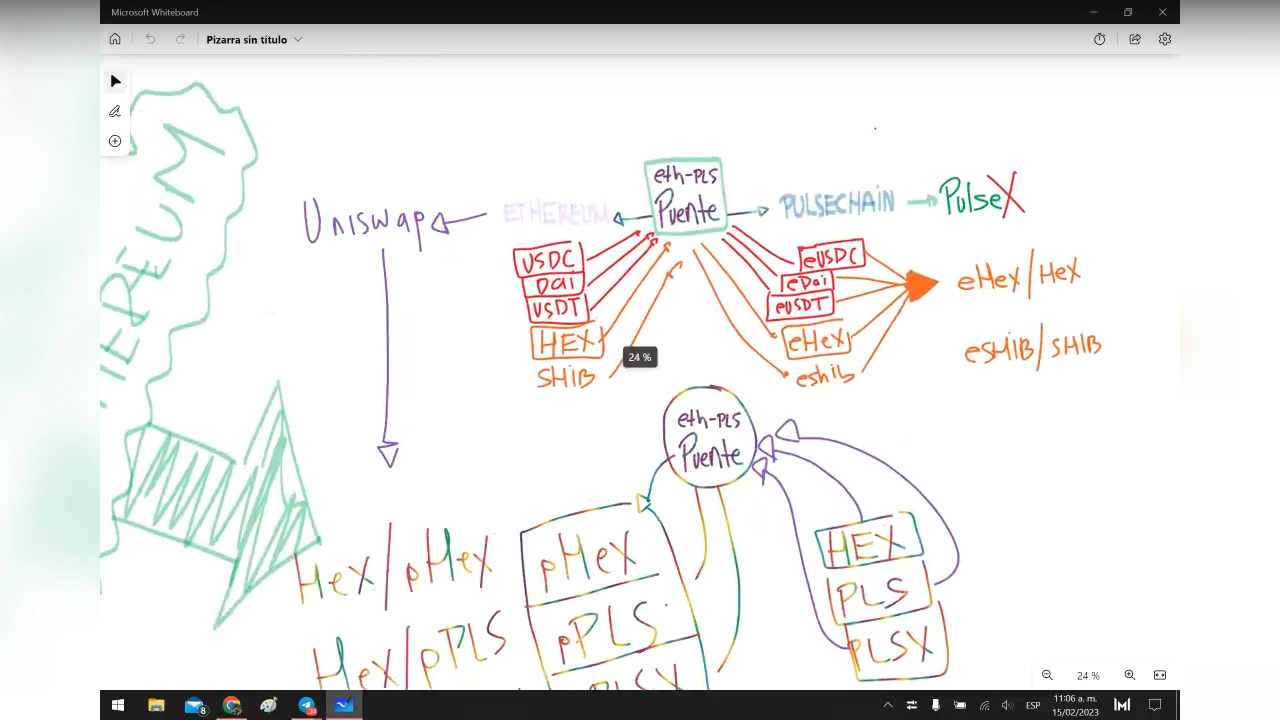 Microsoft Whiteboard
Pizarra sin título
EREUM
Uniswap
ETHEREUM
eth-PLS
Puente
PULSECHAIN
PulseX
USDC
Dai
USDT
HEX
SHIB
24 %
eUSDC
eDai
eUSDT
eHex
eshib
eHex/HeX
eSHIB/SHIB
eth-PLS
Puente
HeX/pHeX
Hex/pPLS
pHeX
pPLS
HEX
PLS
PLSX
24 %
8
ESP
11:06 a. m.
15/02/2023